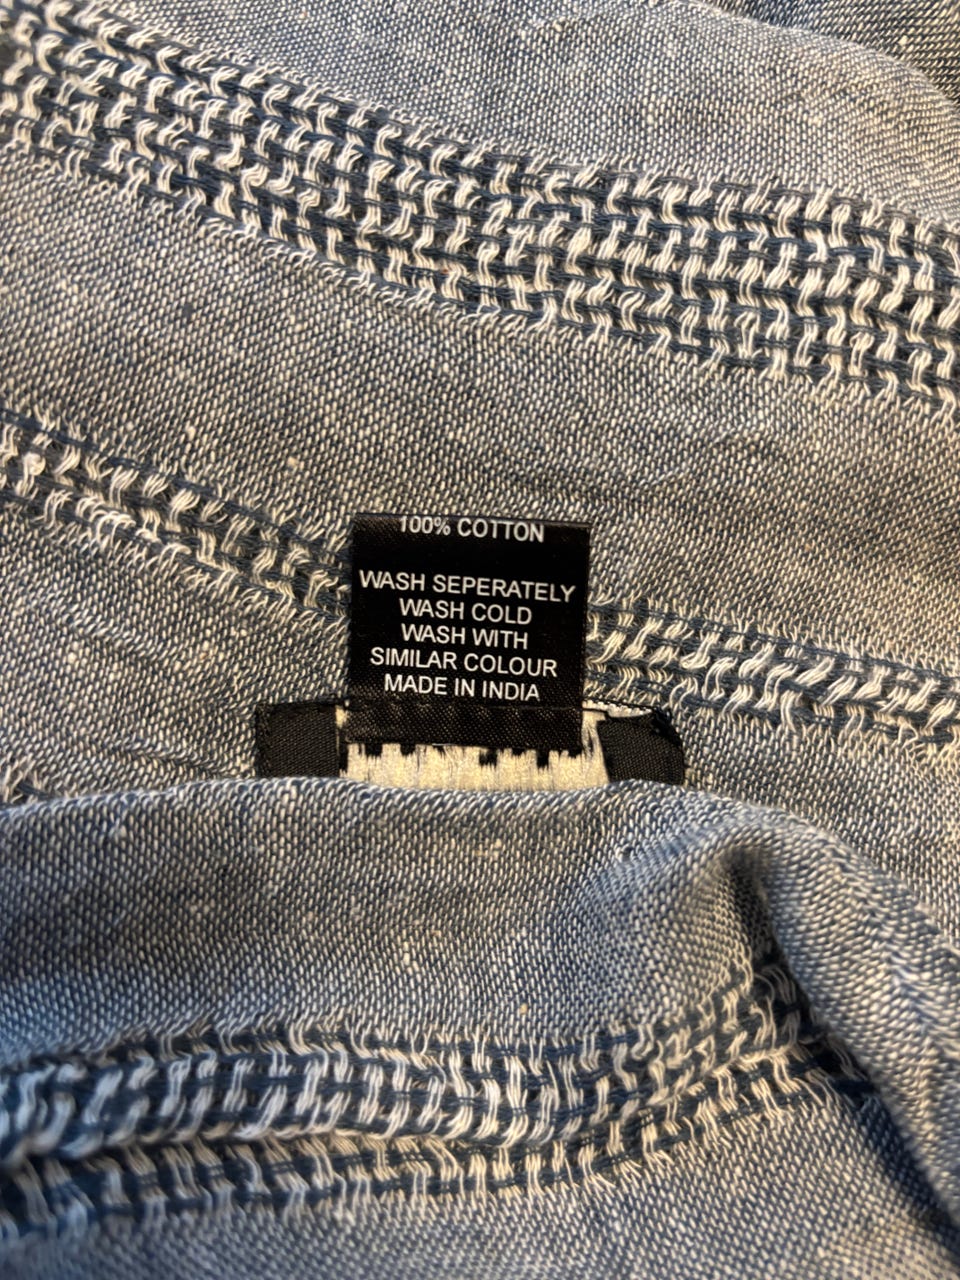 100% COTTON
WASH SEPERATELY
WASH COLD
WASH WITH
SIMILAR COLOUR
MADE IN INDIA